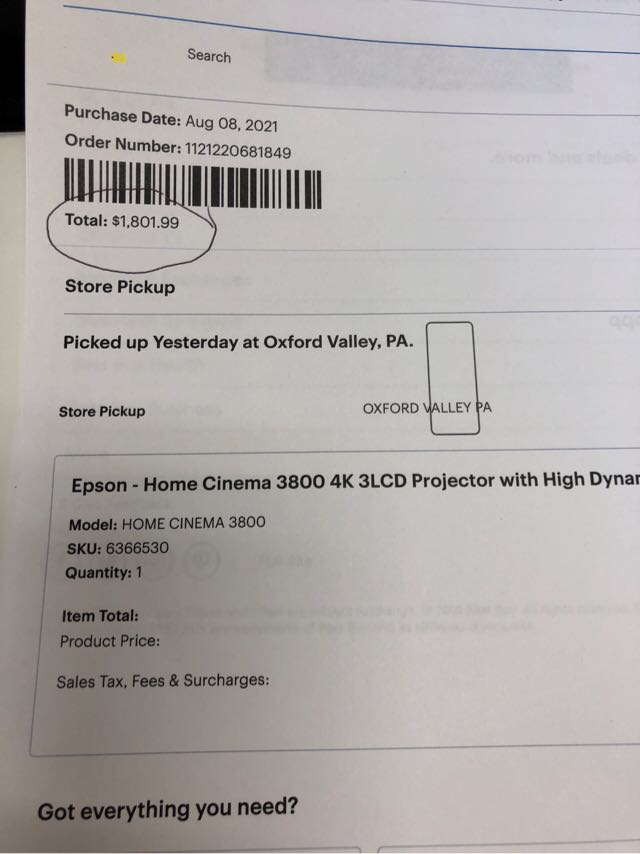 Search
Purchase Date: Aug 08, 2021
Order Number: 1121220681849
Total: $1,801.99
Store Pickup
Picked up Yesterday at Oxford Valley, PA.
Store Pickup OXFORD VALLEY PA
Epson - Home Cinema 3800 4K 3LCD Projector with High Dynar
Model: HOME CINEMA 3800
SKU: 6366530
Quantity: 1
Item Total:
Product Price:
Sales Tax, Fees & Surcharges:
Got everything you need?